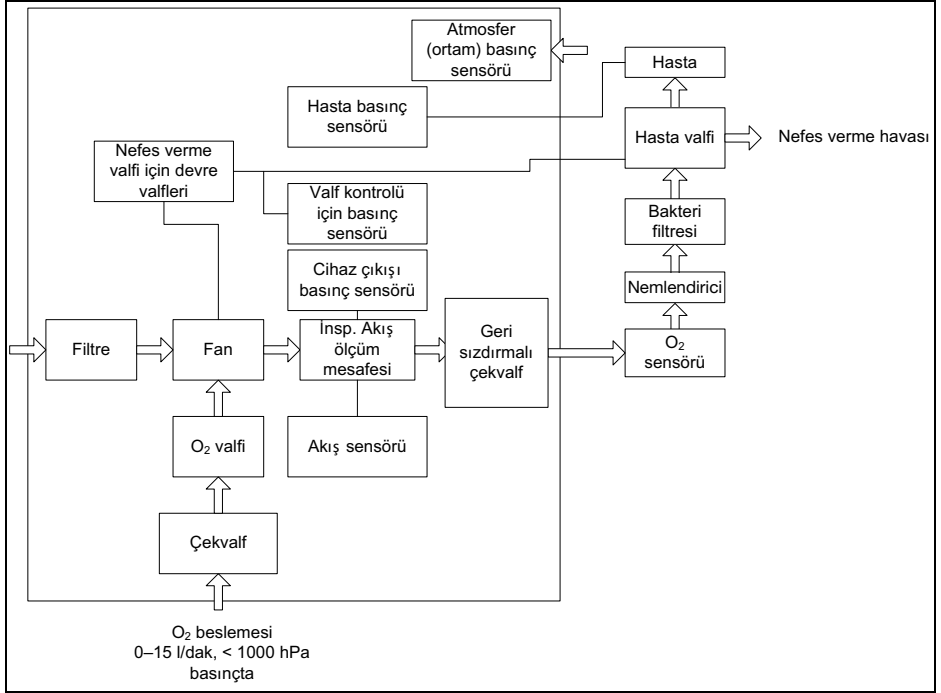 Atmosfer
(ortam) basınç
sensörü
Hasta
Hasta basınç
sensörü
Hasta valfi
Nefes verme havası
Nefes verme
valfi için devre
valfleri
Valf kontrolü
için basınç
sensörü
Bakteri
filtresi
Cihaz çıkışı
basınç sensörü
Nemlendirici
Filtre
Fan
İnsp. Akış
ölçüm
mesafesi
Geri
sızdırmalı
çekvalf
O₂
sensörü
O₂ valfi
Akış sensörü
Çekvalf
O₂ beslemesi
0–15 l/dak, < 1000 hPa
basınçta